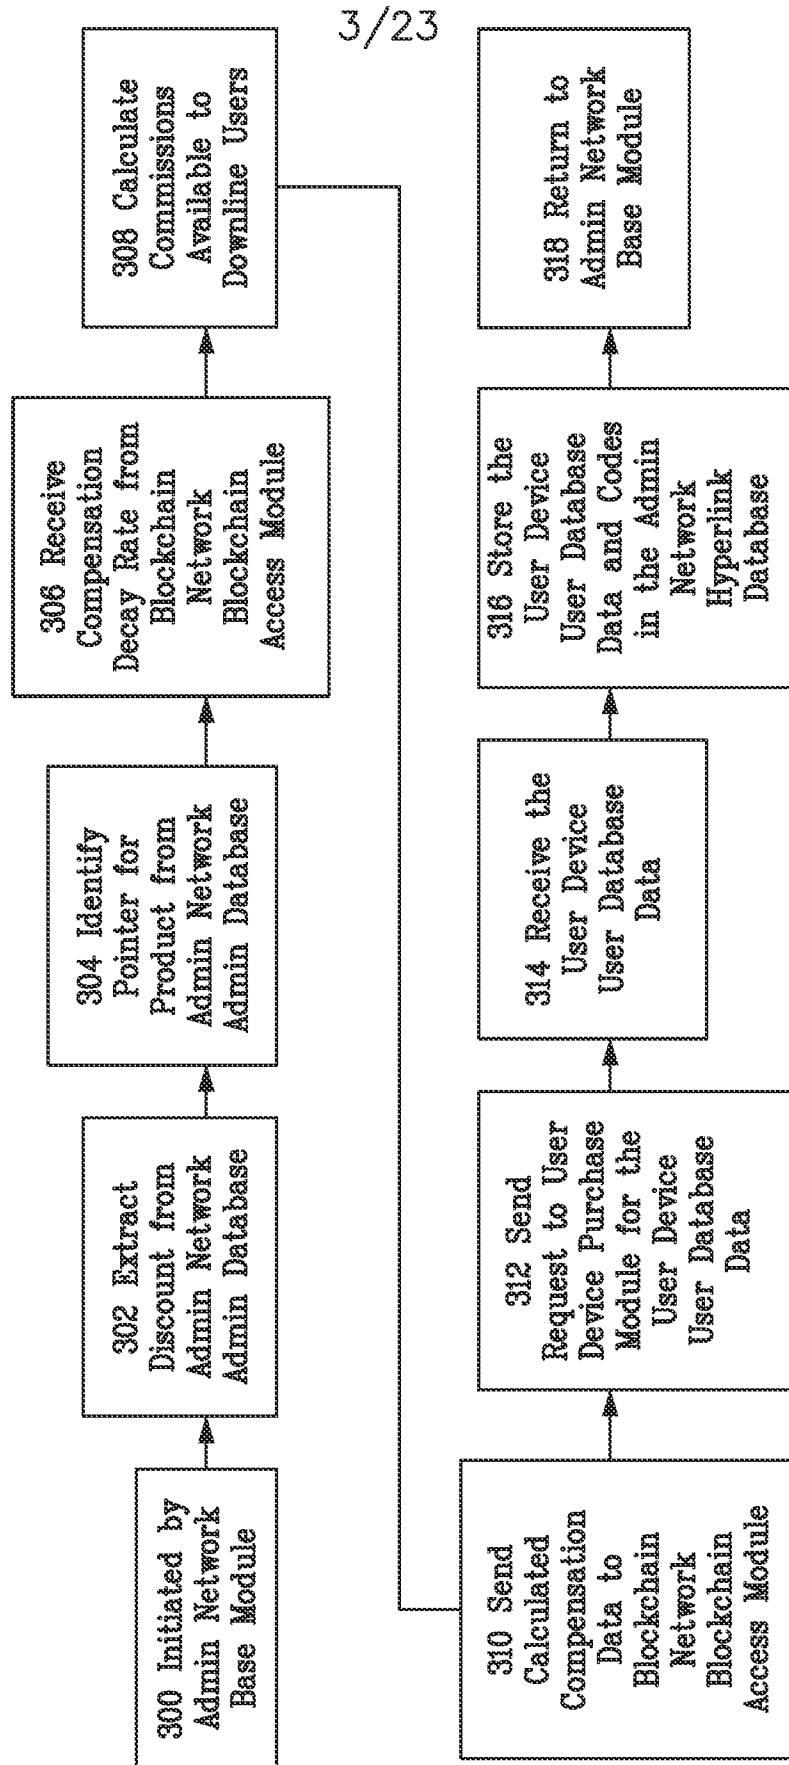 3/23
300 Initiated by
Admin Network
Base Module
302 Extract
Discount from
Admin Network
Admin Database
304 Identify
Pointer for
Product from
Admin Network
Admin Database
306 Receive
Compensation
Decay Rate from
Blockchain
Network
Blockchain
Access Module
308 Calculate
Commissions
Available to
Downline Users
310 Send
Calculated
Compensation
Data to
Blockchain
Network
Blockchain
Access Module
312 Send
Request to User
Device Purchase
Module for the
User Device
User Database
Data
314 Receive the
User Device
User Database
Data
316 Store the
User Device
User Database
Data and Codes
in the Admin
Network
Hyperlink
Database
318 Return to
Admin Network
Base Module